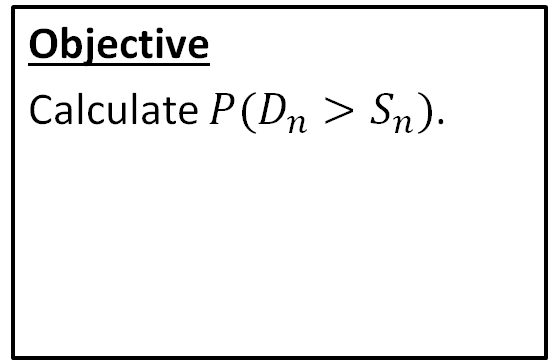 Objective
Calculate P(Dₙ > Sₙ).